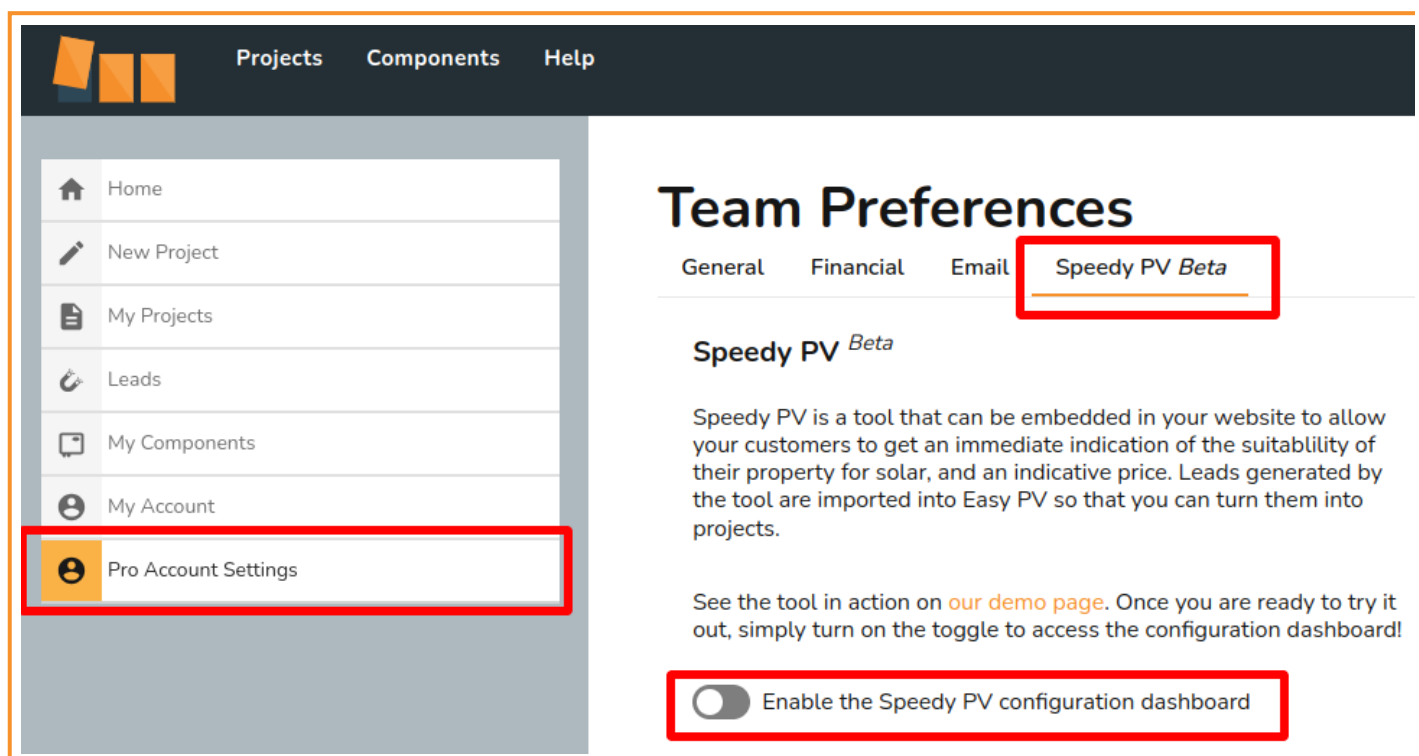 Projects Components Help
Home
New Project
My Projects
Leads
My Components
My Account
Pro Account Settings
Team Preferences
General Financial Email Speedy PV Beta
Speedy PV Beta
Speedy PV is a tool that can be embedded in your website to allow
your customers to get an immediate indication of the suitablility of
their property for solar, and an indicative price. Leads generated by
the tool are imported into Easy PV so that you can turn them into
projects.
See the tool in action on our demo page. Once you are ready to try it
out, simply turn on the toggle to access the configuration dashboard!
Enable the Speedy PV configuration dashboard